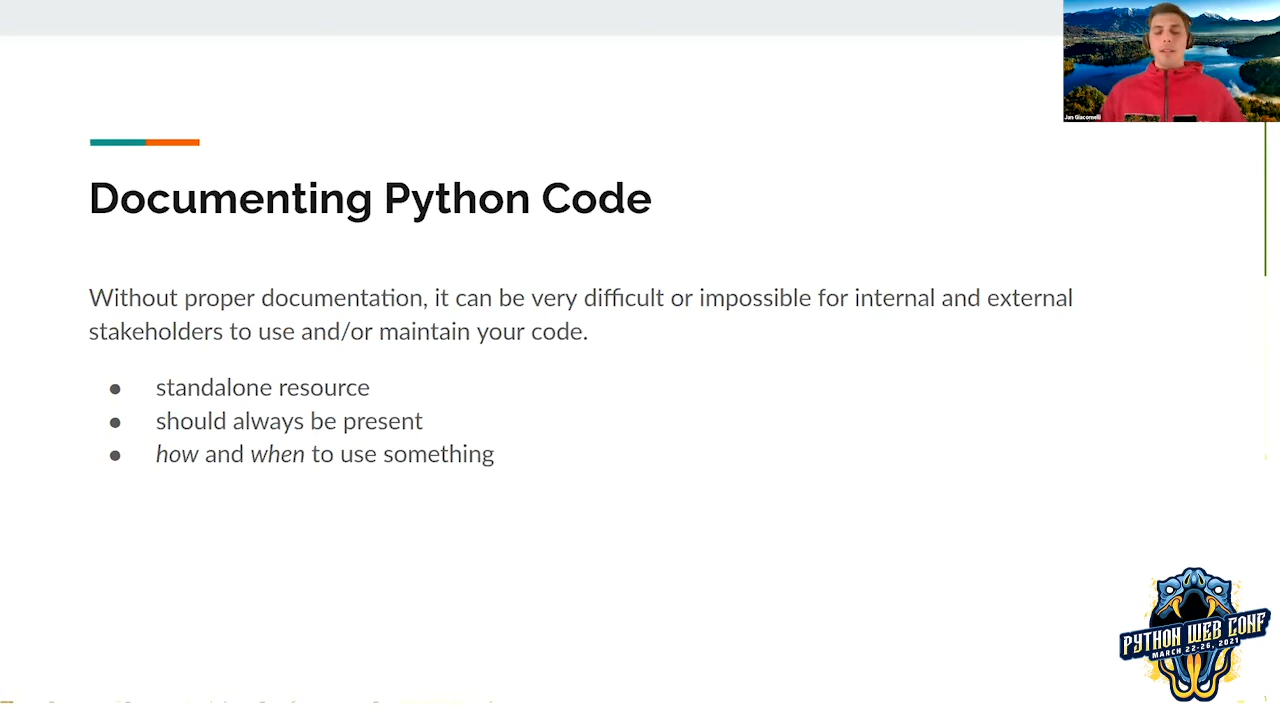 Jan Giacomelli
Documenting Python Code
Without proper documentation, it can be very difficult or impossible for internal and external
stakeholders to use and/or maintain your code.
● standalone resource
● should always be present
● how and when to use something
PYTHON WEB CONF
MARCH 22-26, 2021